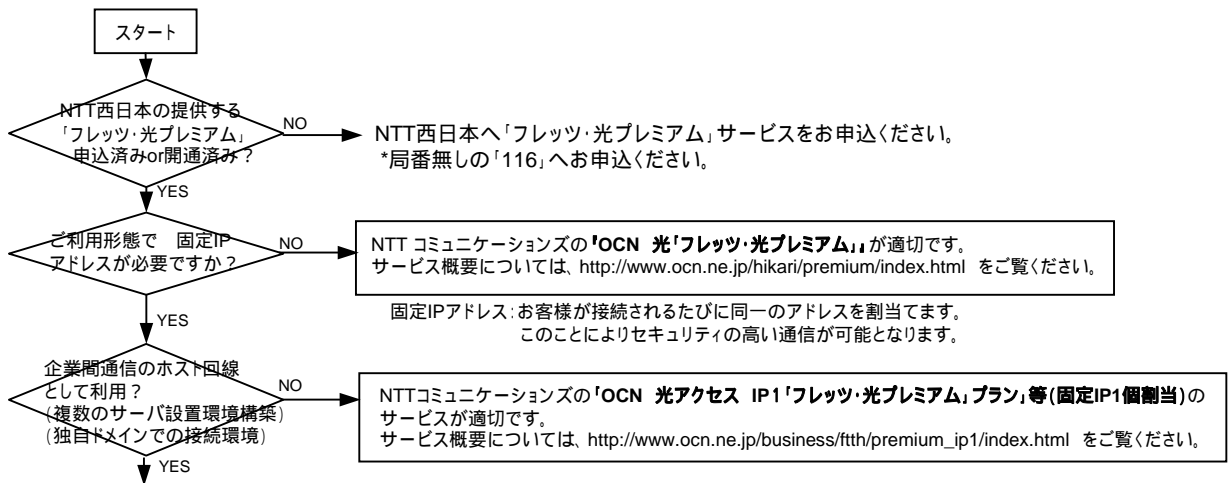 スタート
NTT西日本の提供する
「フレッツ・光プレミアム」
申込済みor開通済み？
NO
NTT西日本へ「フレッツ・光プレミアム」サービスをお申込ください。
*局番無しの「116」へお申込ください。
YES
ご利用形態で 固定IP
アドレスが必要ですか？
NO
NTT コミュニケーションズの「OCN 光「フレッツ・光プレミアム」」が適切です。
サービス概要については、http://www.ocn.ne.jp/hikari/premium/index.html をご覧ください。
固定IPアドレス：お客様が接続されるたびに同一のアドレスを割当てます。
このことによりセキュリティの高い通信が可能となります。
YES
企業間通信のホスト回線
として利用？
(複数のサーバ設置環境構築)
(独自ドメインでの接続環境)
NO
NTTコミュニケーションズの「OCN 光アクセス IP1「フレッツ・光プレミアム」プラン」等(固定IP1個割当)の
サービスが適切です。
サービス概要については、http://www.ocn.ne.jp/business/ftth/premium_ip1/index.html をご覧ください。
YES